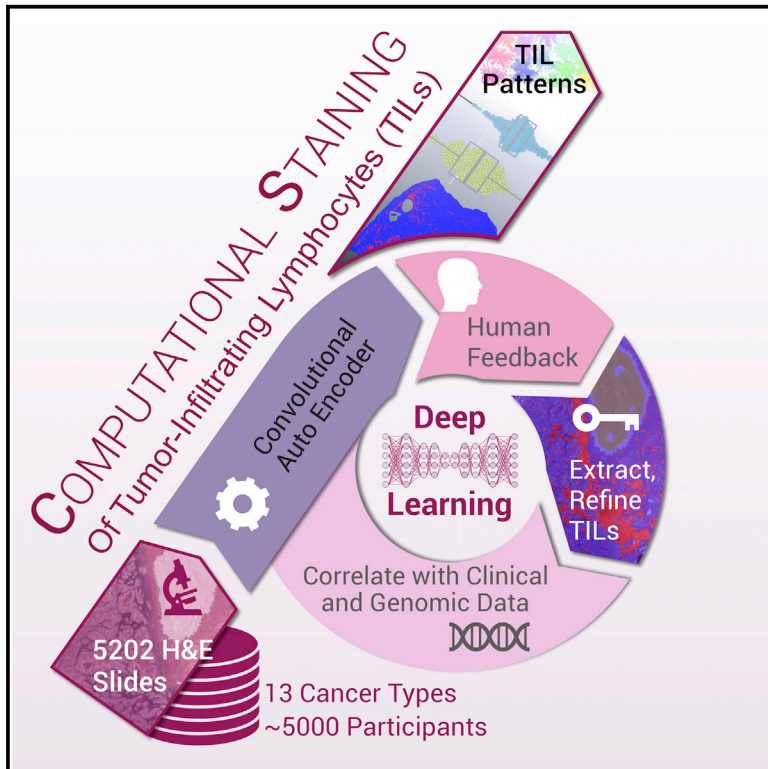 COMPUTATIONAL STAINING
Of Tumor-Infiltrating Lymphocytes (TILs)
TIL
Patterns
Convolutional
Auto Encoder
Human
Feedback
Deep
Learning
Extract,
Refine
TILs
Correlate with Clinical
and Genomic Data
5202 H&E
Slides
13 Cancer Types
~5000 Participants